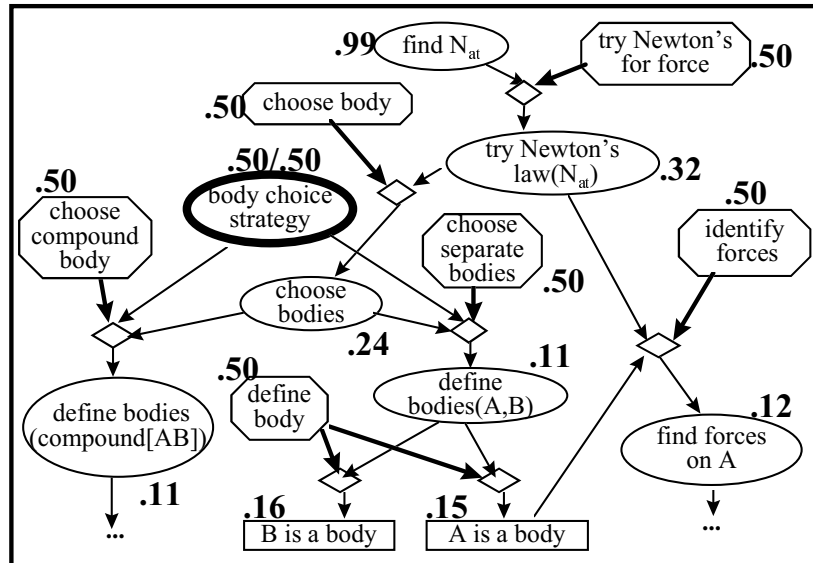 .99
find N_at
try Newton's
for force
.50
.50
choose body
.50/.50
body choice
strategy
try Newton's
law(N_at)
.32
.50
choose
compound
body
choose
separate
bodies
.50
.50
identify
forces
choose
bodies
.24
.50
define
body
.11
define
bodies(A,B)
define bodies
(compound[AB])
.11
...
.12
find forces
on A
...
.16
B is a body
.15
A is a body